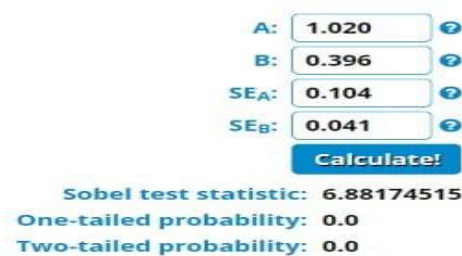 A: 1.020 ?
B: 0.396 ?
SEA: 0.104 ?
SEB: 0.041 ?
Calculate!
Sobel test statistic: 6.88174515
One-tailed probability: 0.0
Two-tailed probability: 0.0